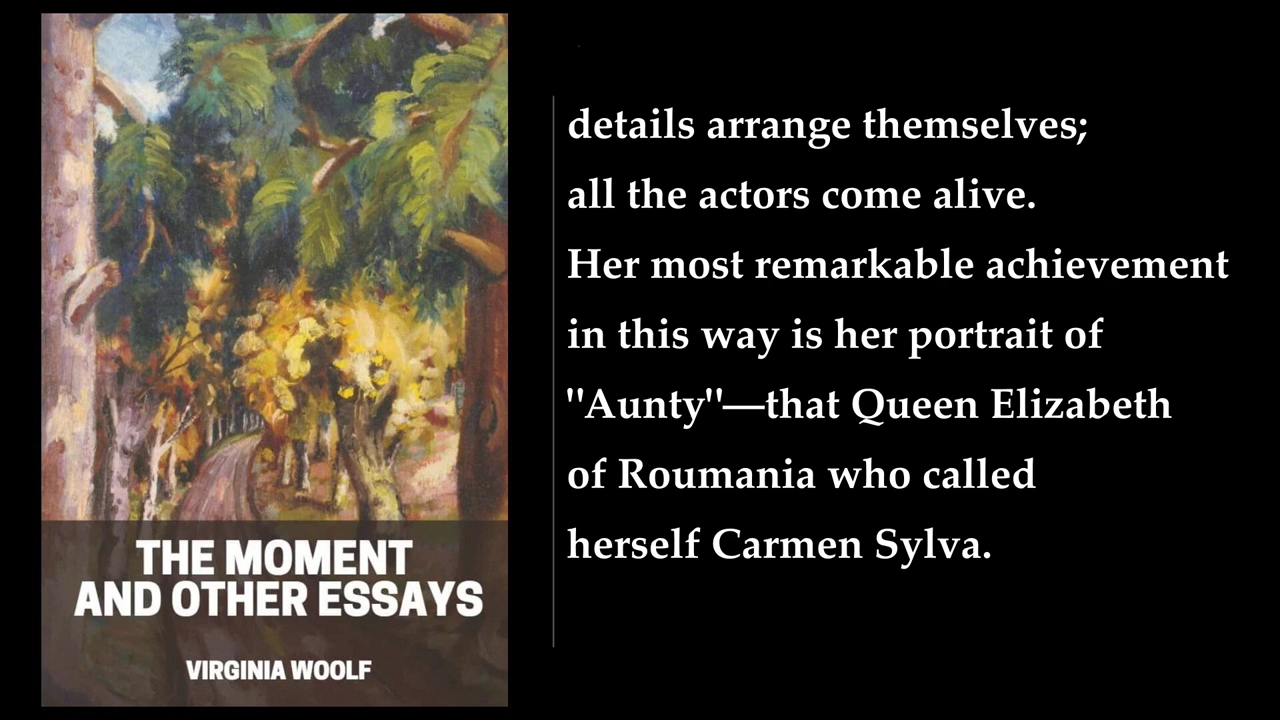 THE MOMENT
AND OTHER ESSAYS
VIRGINIA WOOLF
details arrange themselves;
all the actors come alive.
Her most remarkable achievement
in this way is her portrait of
"Aunty"—that Queen Elizabeth
of Roumania who called
herself Carmen Sylva.